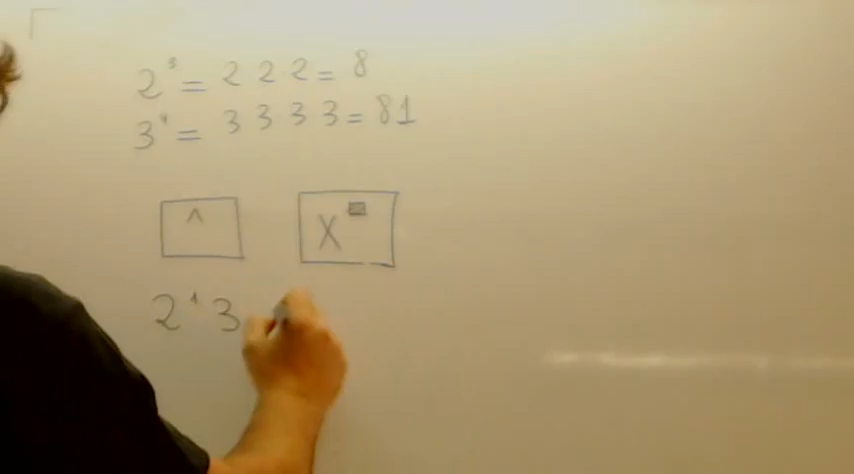 2³ = 2 2 2 = 8
3⁴ = 3 3 3 3 = 81
^ X
2 ^ 3